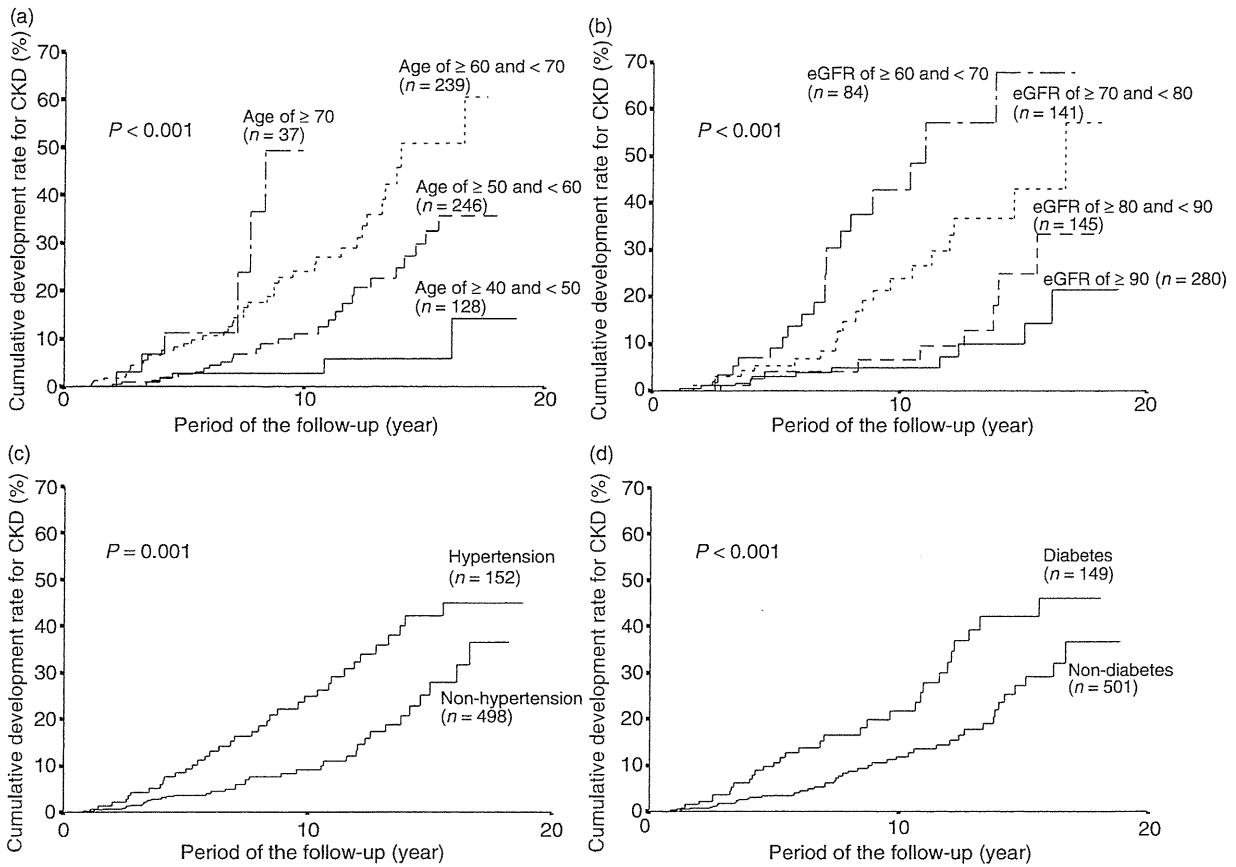 (a)
Cumulative development rate for CKD (%)
70
60
50
40
30
20
10
0
P < 0.001
Age of ≥ 70
(n = 37)
Age of ≥ 60 and < 70
(n = 239)
Age of ≥ 50 and < 60
(n = 246)
Age of ≥ 40 and < 50
(n = 128)
0
10
20
Period of the follow-up (year)
(b)
Cumulative development rate for CKD (%)
70
60
50
40
30
20
10
0
P < 0.001
eGFR of ≥ 60 and < 70
(n = 84)
eGFR of ≥ 70 and < 80
(n = 141)
eGFR of ≥ 80 and < 90
(n = 145)
eGFR of ≥ 90 (n = 280)
0
10
20
Period of the follow-up (year)
(c)
Cumulative development rate for CKD (%)
70
60
50
40
30
20
10
0
P = 0.001
Hypertension
(n = 152)
Non-hypertension
(n = 498)
0
10
20
Period of the follow-up (year)
(d)
Cumulative development rate for CKD (%)
70
60
50
40
30
20
10
0
P < 0.001
Diabetes
(n = 149)
Non-diabetes
(n = 501)
0
10
20
Period of the follow-up (year)